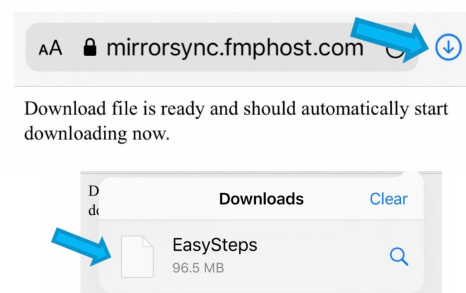 AA mirrorsync.fmphost.com
Download file is ready and should automatically start
downloading now.
D
Downloads
Clear
EasySteps
96.5 MB